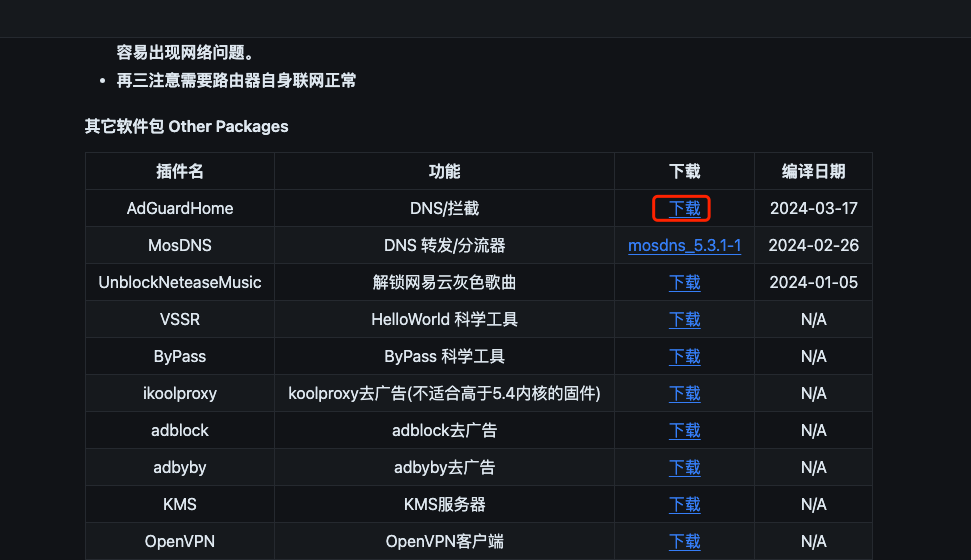 容易出现网络问题。
• 再三注意需要路由器自身联网正常
其它软件包 Other Packages
插件名 功能 下载 编译日期
AdGuardHome DNS/拦截 下载 2024-03-17
MosDNS DNS 转发/分流器 mosdns_5.3.1-1 2024-02-26
UnblockNeteaseMusic 解锁网易云灰色歌曲 下载 2024-01-05
VSSR HelloWorld 科学工具 下载 N/A
ByPass ByPass 科学工具 下载 N/A
ikoolproxy koolproxy去广告(不适合高于5.4内核的固件) 下载 N/A
adblock adblock去广告 下载 N/A
adbyby adbyby去广告 下载 N/A
KMS KMS服务器 下载 N/A
OpenVPN OpenVPN客户端 下载 N/A